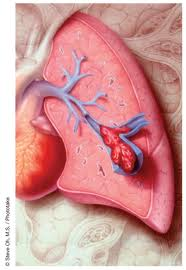 © Steve Oh, M.S. / Phototake